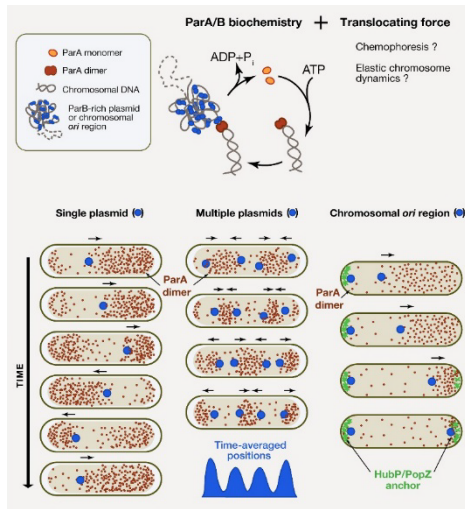 ParA/B biochemistry + Translocating force
ParA monomer
ParA dimer
Chromosomal DNA
ParB-rich plasmid
or chromosomal
ori region
ADP+Pi
ATP
Chemophoresis ?
Elastic chromosome
dynamics ?
Single plasmid ( )
Multiple plasmids ( )
Chromosomal ori region ( )
TIME
ParA
dimer
ParA
dimer
Time-averaged
positions
HubP/PopZ
anchor